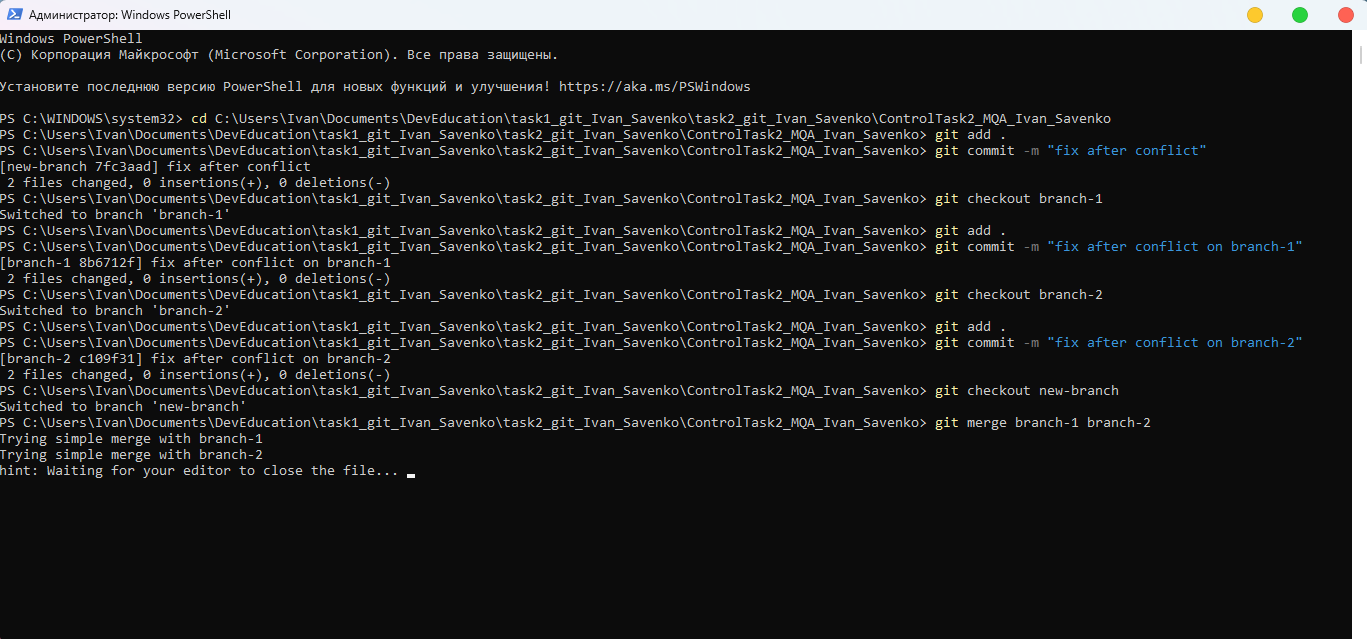 Администратор: Windows PowerShell
Windows PowerShell
(C) Корпорация Майкрософт (Microsoft Corporation). Все права защищены.
Установите последнюю версию PowerShell для новых функций и улучшения! https://aka.ms/PSWindows
PS C:\WINDOWS\system32> cd C:\Users\Ivan\Documents\DevEducation\task1_git_Ivan_Savenko\task2_git_Ivan_Savenko\ControlTask2_MQA_Ivan_Savenko
PS C:\Users\Ivan\Documents\DevEducation\task1_git_Ivan_Savenko\task2_git_Ivan_Savenko\ControlTask2_MQA_Ivan_Savenko> git add .
PS C:\Users\Ivan\Documents\DevEducation\task1_git_Ivan_Savenko\task2_git_Ivan_Savenko\ControlTask2_MQA_Ivan_Savenko> git commit -m "fix after conflict"
[new-branch 7fc3aad] fix after conflict
 2 files changed, 0 insertions(+), 0 deletions(-)
PS C:\Users\Ivan\Documents\DevEducation\task1_git_Ivan_Savenko\task2_git_Ivan_Savenko\ControlTask2_MQA_Ivan_Savenko> git checkout branch-1
Switched to branch 'branch-1'
PS C:\Users\Ivan\Documents\DevEducation\task1_git_Ivan_Savenko\task2_git_Ivan_Savenko\ControlTask2_MQA_Ivan_Savenko> git add .
PS C:\Users\Ivan\Documents\DevEducation\task1_git_Ivan_Savenko\task2_git_Ivan_Savenko\ControlTask2_MQA_Ivan_Savenko> git commit -m "fix after conflict on branch-1"
[branch-1 8b6712f] fix after conflict on branch-1
 2 files changed, 0 insertions(+), 0 deletions(-)
PS C:\Users\Ivan\Documents\DevEducation\task1_git_Ivan_Savenko\task2_git_Ivan_Savenko\ControlTask2_MQA_Ivan_Savenko> git checkout branch-2
Switched to branch 'branch-2'
PS C:\Users\Ivan\Documents\DevEducation\task1_git_Ivan_Savenko\task2_git_Ivan_Savenko\ControlTask2_MQA_Ivan_Savenko> git add .
PS C:\Users\Ivan\Documents\DevEducation\task1_git_Ivan_Savenko\task2_git_Ivan_Savenko\ControlTask2_MQA_Ivan_Savenko> git commit -m "fix after conflict on branch-2"
[branch-2 c109f31] fix after conflict on branch-2
 2 files changed, 0 insertions(+), 0 deletions(-)
PS C:\Users\Ivan\Documents\DevEducation\task1_git_Ivan_Savenko\task2_git_Ivan_Savenko\ControlTask2_MQA_Ivan_Savenko> git checkout new-branch
Switched to branch 'new-branch'
PS C:\Users\Ivan\Documents\DevEducation\task1_git_Ivan_Savenko\task2_git_Ivan_Savenko\ControlTask2_MQA_Ivan_Savenko> git merge branch-1 branch-2
Trying simple merge with branch-1
Trying simple merge with branch-2
hint: Waiting for your editor to close the file...